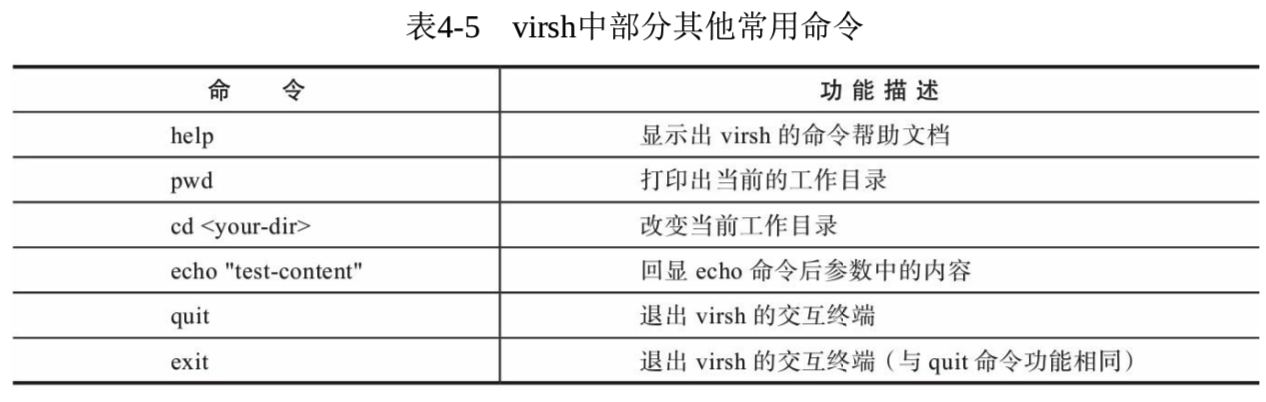 表4-5 virsh中部分其他常用命令
命 令 功能描述
help 显示出 virsh 的命令帮助文档
pwd 打印出当前的工作目录
cd <your-dir> 改变当前工作目录
echo "test-content" 回显 echo 命令后参数中的内容
quit 退出 virsh 的交互终端
exit 退出 virsh 的交互终端（与 quit 命令功能相同）